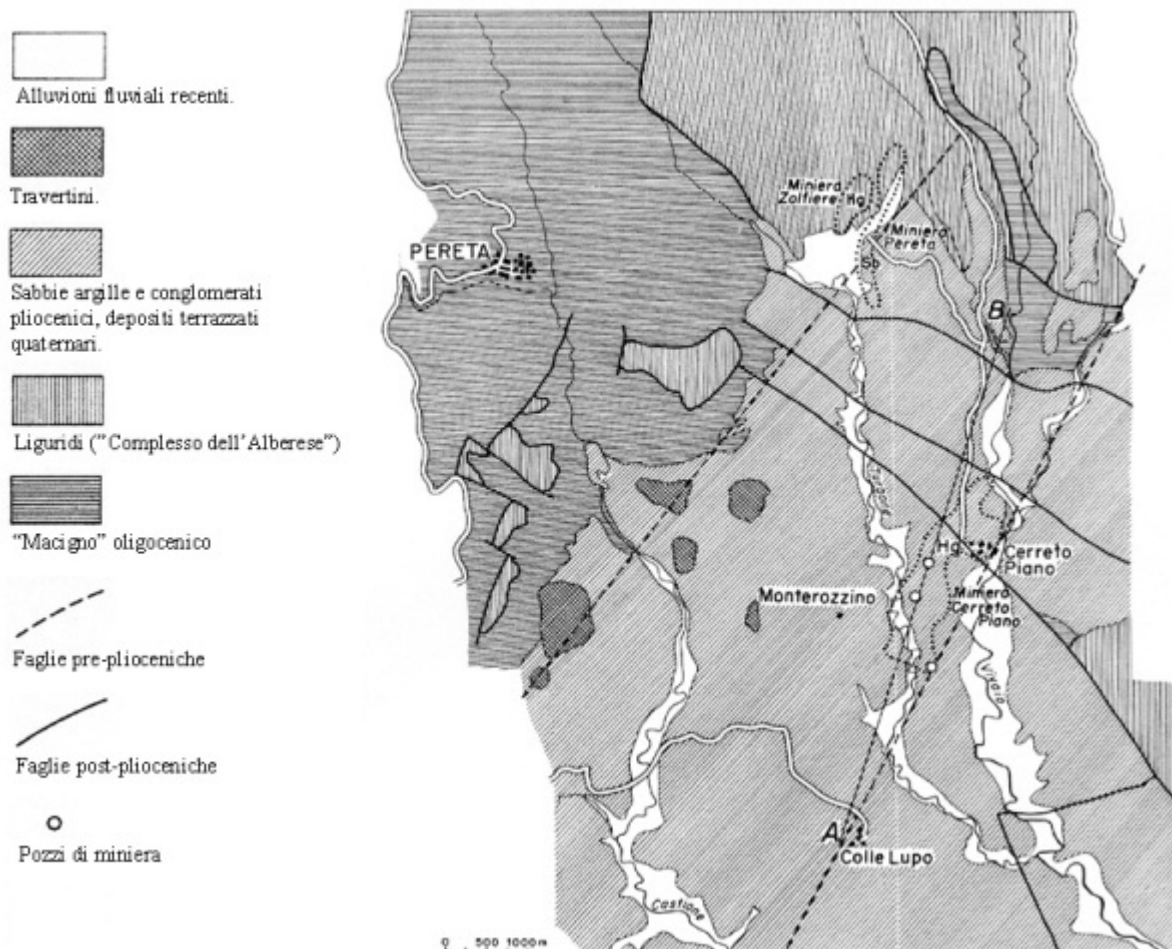 Alluvioni fluviali recenti.
Travertini.
Sabbie argille e conglomerati
pliocenici, depositi terrazzati
quaternari.
Liguridi ("Complesso dell'Alberese")
"Macigno" oligocenico
Faglie pre-plioceniche
Faglie post-plioceniche
Pozzi di miniera
Miniera
Zolfiere Hg
Miniera
Pereta
Sb
PERETA
B
Hg
Cerreto
Piano
Miniera
Cerreto
Piano
Monterozzino
Vivaio
A
Colle Lupo
Castione
0 500 1000 m